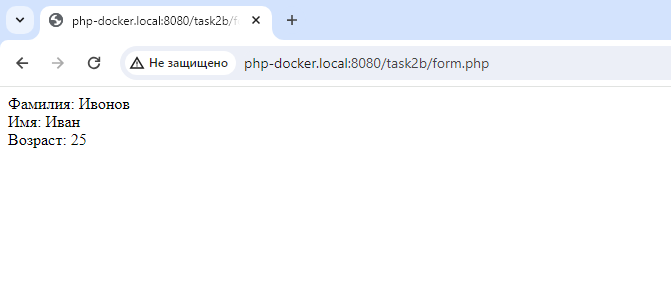 php-docker.local:8080/task2b/fo
Не защищено
php-docker.local:8080/task2b/form.php
Фамилия: Ивонов
Имя: Иван
Возраст: 25